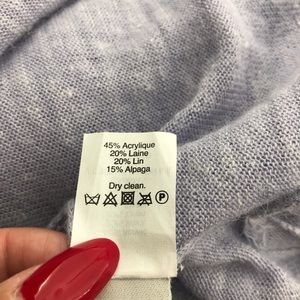 45% Acrylique
20% Laine
20% Lin
15% Alpaga
Dry clean.
P